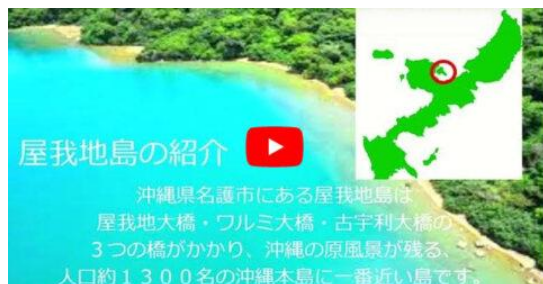 屋我地島の紹介
沖縄県名護市にある屋我地島は
屋我地大橋・ワルミ大橋・古宇利大橋の
３つの橋がかかり、沖縄の原風景が残る、
人口約１３００名の沖縄本島に一番近い島です。